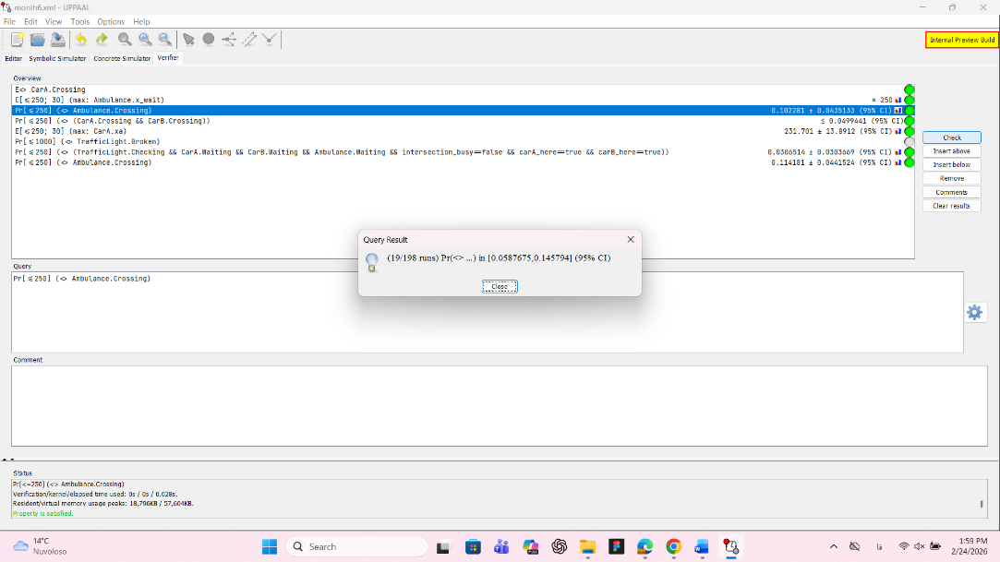 month6.xml - UPPAAL
File Edit View Tools Options Help
Internal Preview Build
Editor Symbolic Simulator Concrete Simulator Verifier
Overview
E<> CarA.Crossing
E[≤250; 30] (max: Ambulance.x_wait) ≈ 250
Pr[≤250] (<> Ambulance.Crossing) 0.102281 ± 0.0435133 (95% CI)
Pr[≤250] (<> (CarA.Crossing && CarB.Crossing)) ≤ 0.0499441 (95% CI)
E[≤250; 30] (max: CarA.xa) 231.701 ± 13.8912 (95% CI)
Pr[≤1000] (<> TrafficLight.Broken)
Pr[≤250] (<> (TrafficLight.Checking && CarA.Waiting && CarB.Waiting && Ambulance.Waiting && intersection_busy==false && carA_here==true && carB_here==true)) 0.0306514 ± 0.0303669 (95% CI)
Pr[≤250] (<> Ambulance.Crossing) 0.114181 ± 0.0441524 (95% CI)
Check
Insert above
Insert below
Remove
Comments
Clear results
Query Result
(19/198 runs) Pr(<> ...) in [0.0587675,0.145794] (95% CI)
Close
Query
Pr[≤250] (<> Ambulance.Crossing)
Comment
Status
Pr[<=250] (<> Ambulance.Crossing)
Verification/kernel/elapsed time used: 0s / 0s / 0.028s.
Resident/virtual memory usage peaks: 18,796KB / 57,604KB.
Property is satisfied.
14°C
Nuvoloso
Search
فا
1:59 PM
2/24/2026